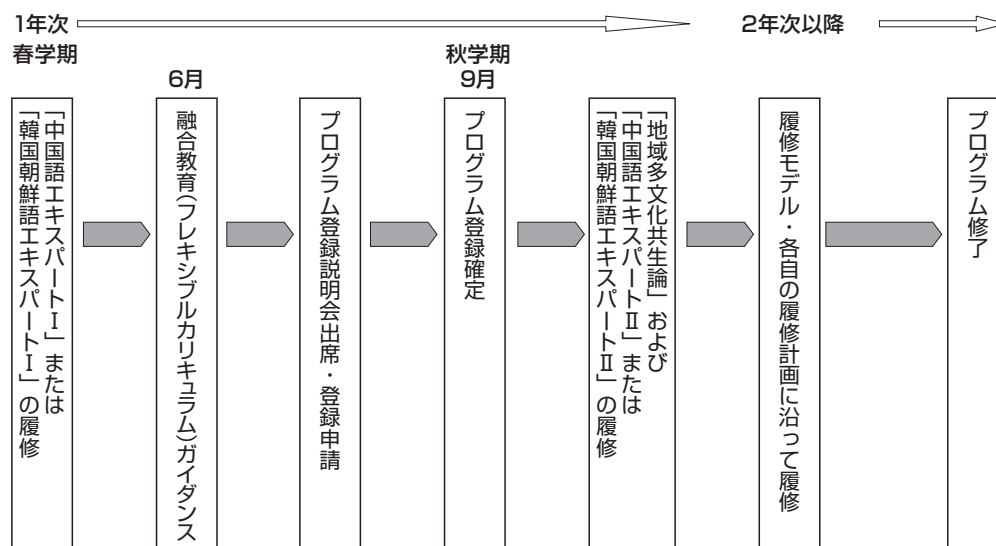 1年次
2年次以降
春学期
6月
秋学期
9月
「中国語エキスパートⅠ」または
「韓国朝鮮語エキスパートⅠ」の履修
融合教育(フレキシブルカリキュラム)ガイダンス
プログラム登録説明会出席・登録申請
プログラム登録確定
「地域多文化共生論」および
「中国語エキスパートⅡ」または
「韓国朝鮮語エキスパートⅡ」の履修
履修モデル・各自の履修計画に沿って履修
プログラム修了